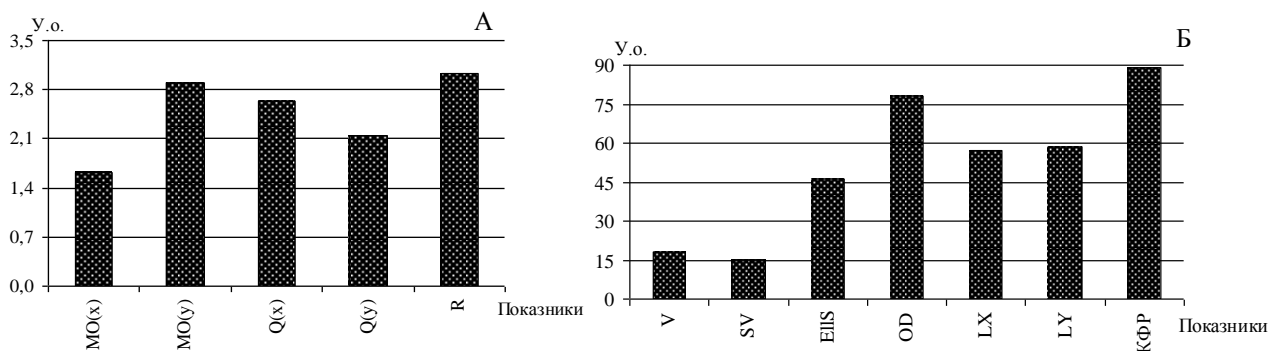 А
У.о.
3,5
2,8
2,1
1,4
0,7
0,0
МО(x)
МО(y)
Q(x)
Q(y)
R
Показники
Б
У.о.
90
75
60
45
30
15
0
V
SV
EllS
OD
LX
LY
КФР
Показники